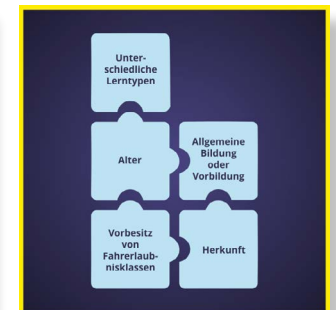 Unter-
schiedliche
Lerntypen
Alter
Allgemeine
Bildung
oder
Vorbildung
Vorbesitz
von
Fahrerlaub-
nisklassen
Herkunft